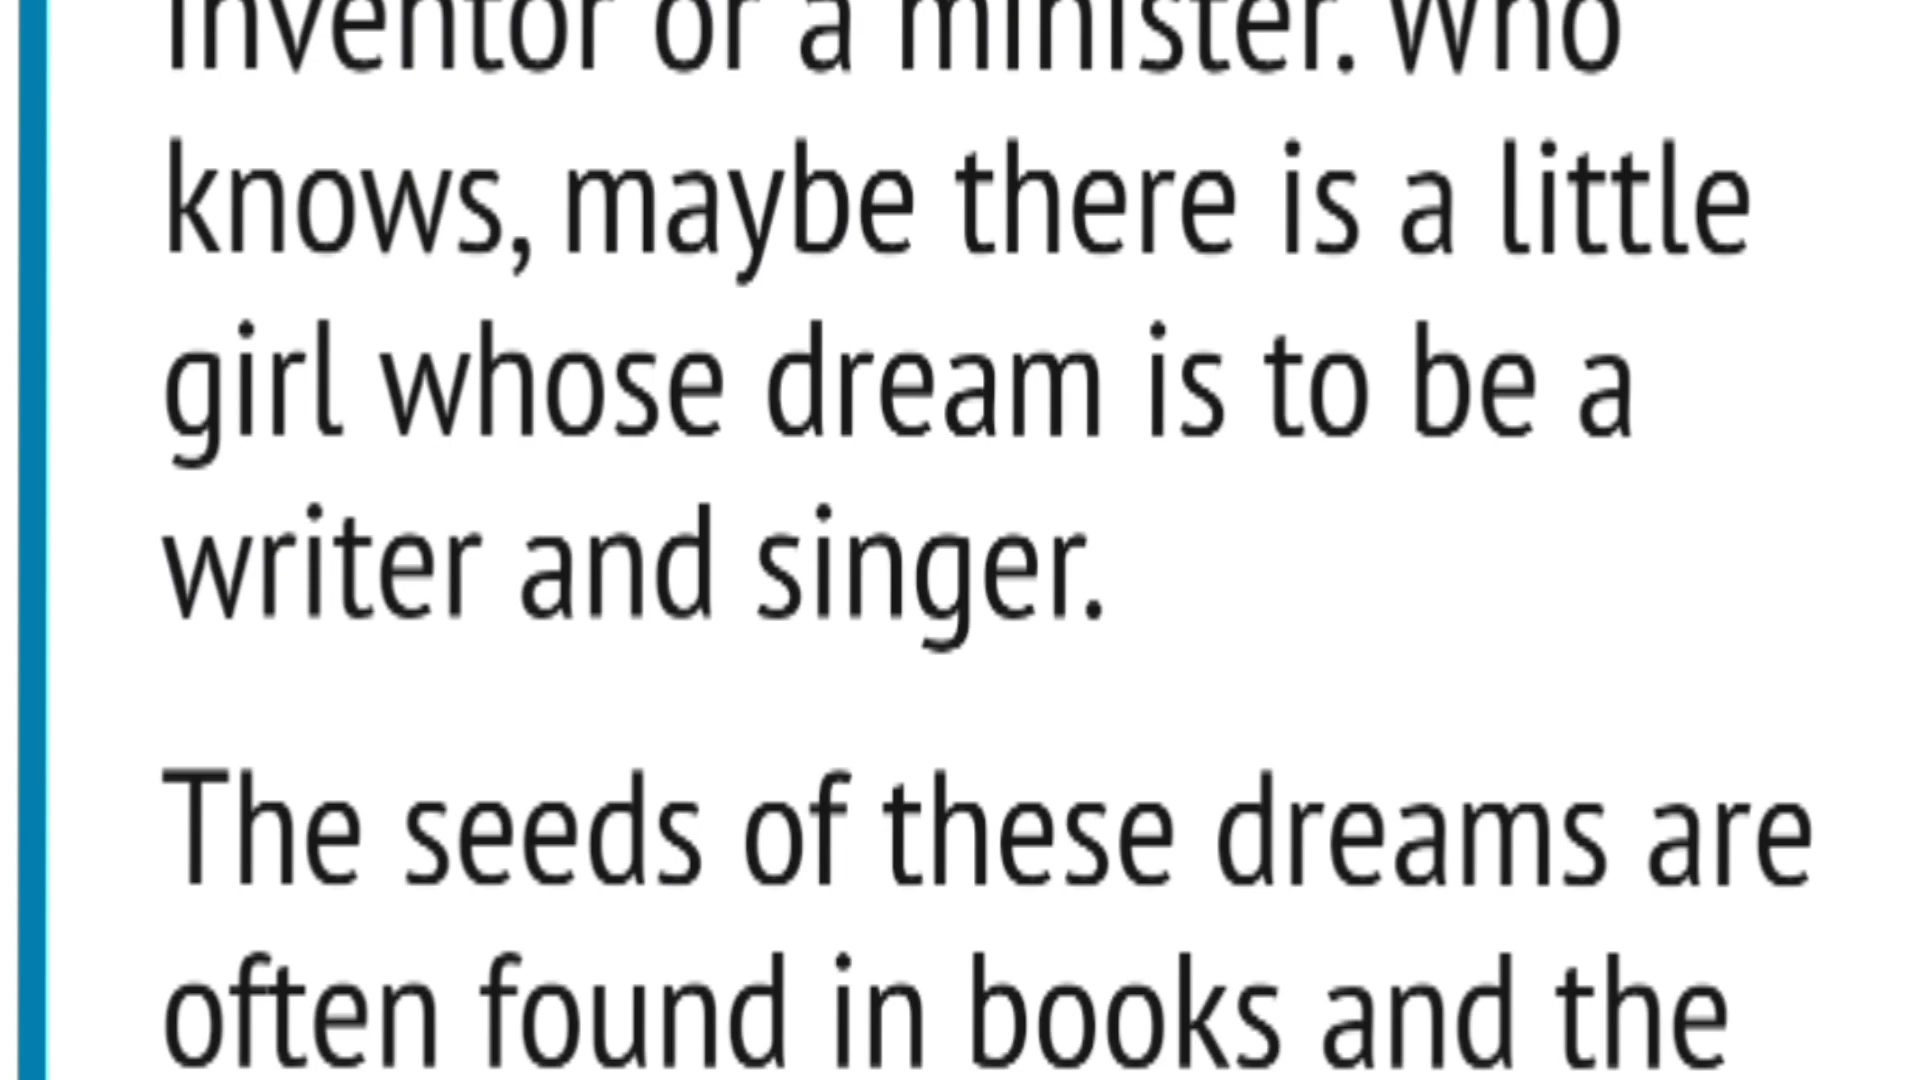 inventor or a minister. Who
knows, maybe there is a little
girl whose dream is to be a
writer and singer.
The seeds of these dreams are
often found in books and the